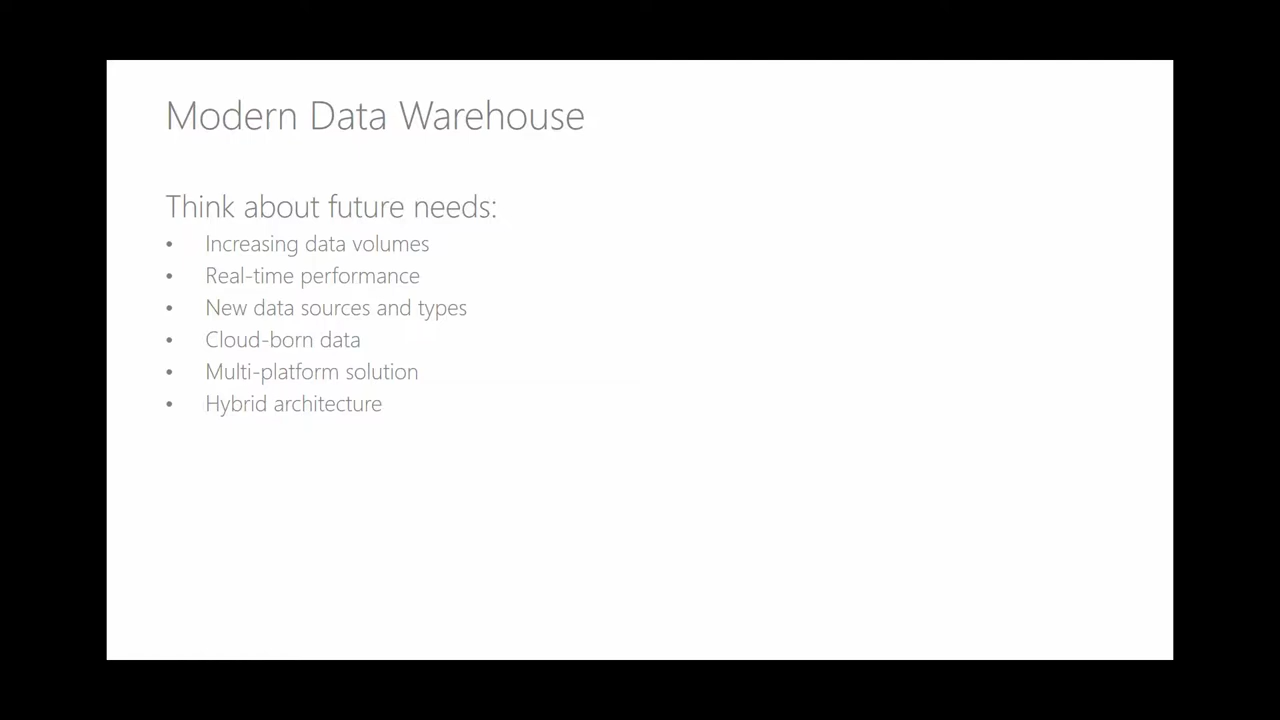 Modern Data Warehouse
Think about future needs:
• Increasing data volumes
• Real-time performance
• New data sources and types
• Cloud-born data
• Multi-platform solution
• Hybrid architecture